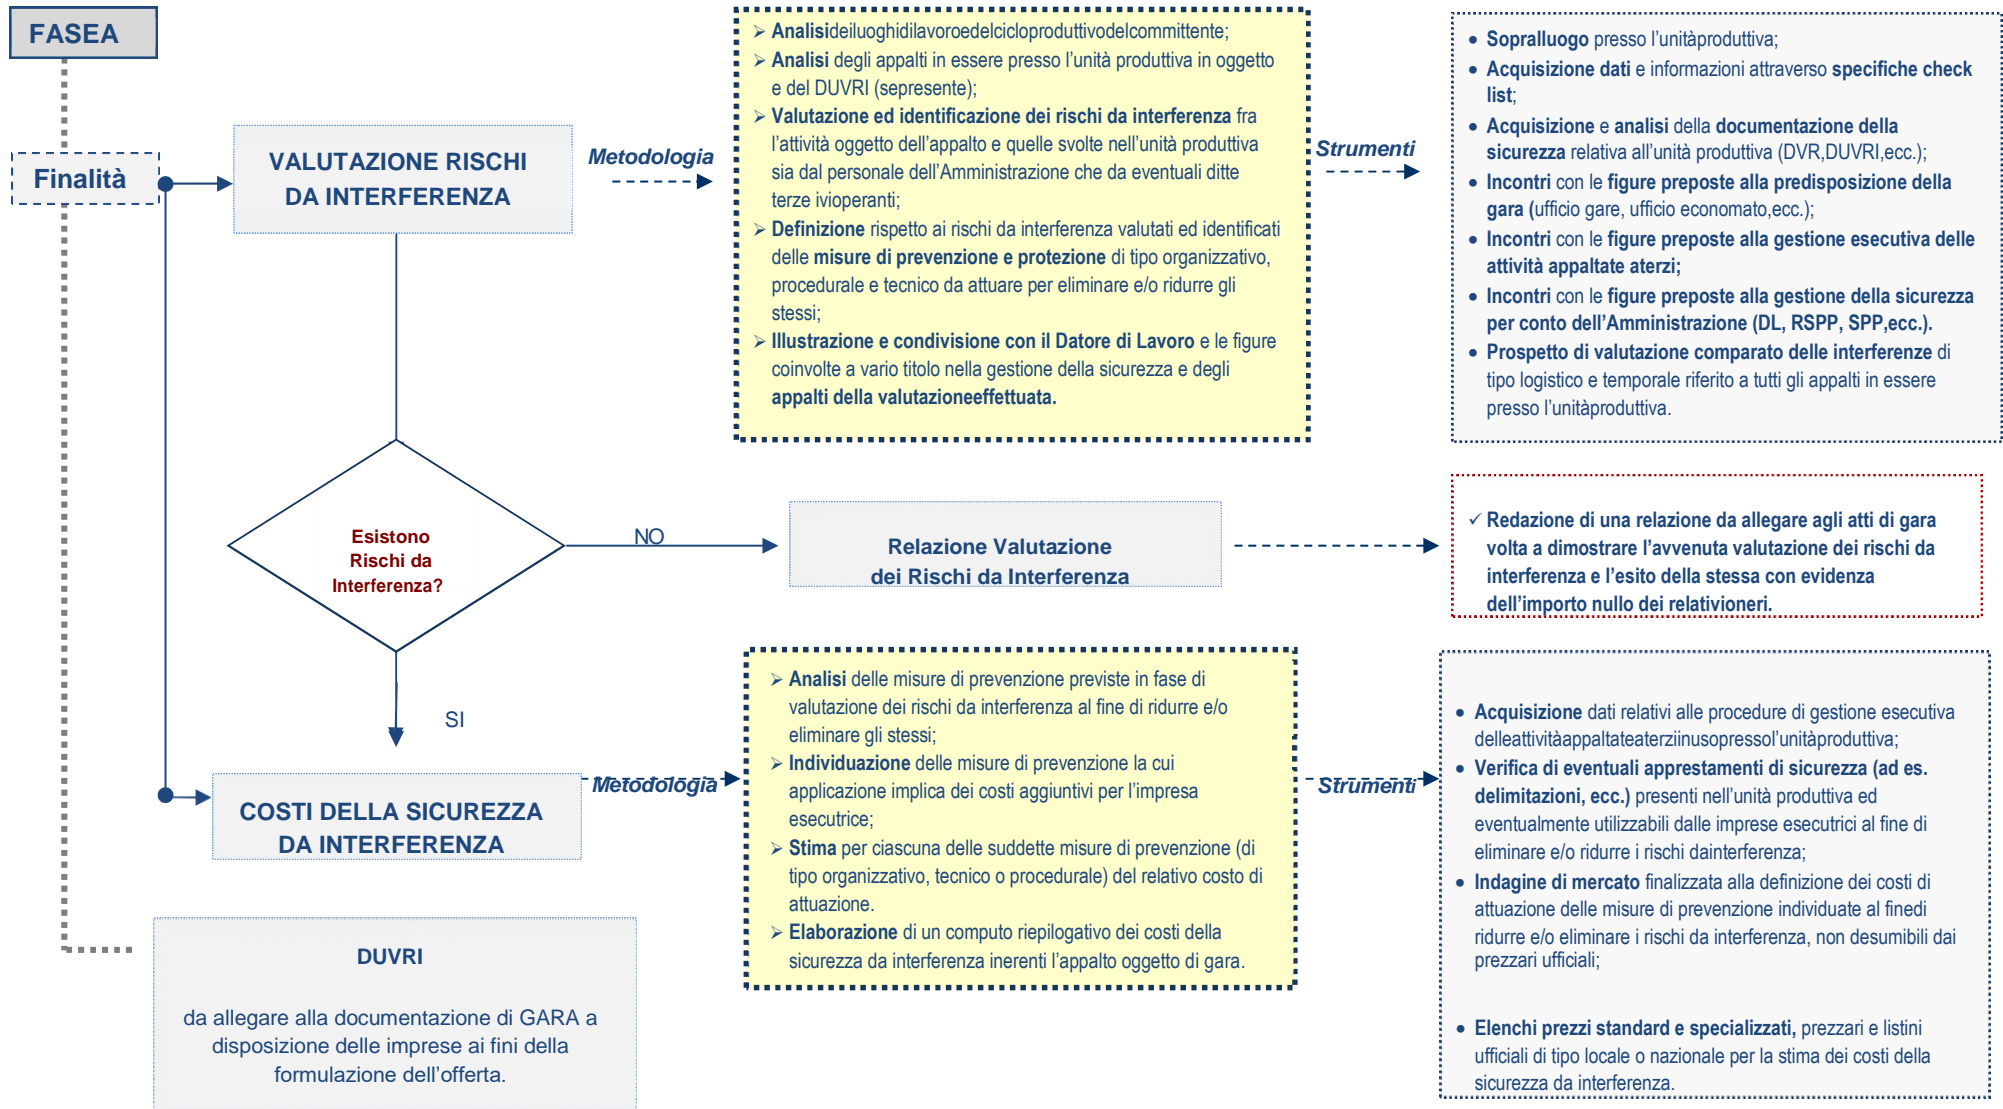 FASEA
Finalità
VALUTAZIONE RISCHI
DA INTERFERENZA
Metodologia
➢ Analisideiluoghidilavoroedelcicloproduttivodelcommittente;
➢ Analisi degli appalti in essere presso l’unità produttiva in oggetto
e del DUVRI (sepresente);
➢ Valutazione ed identificazione dei rischi da interferenza fra
l’attività oggetto dell’appalto e quelle svolte nell’unità produttiva
sia dal personale dell’Amministrazione che da eventuali ditte
terze ivioperanti;
➢ Definizione rispetto ai rischi da interferenza valutati ed identificati
delle misure di prevenzione e protezione di tipo organizzativo,
procedurale e tecnico da attuare per eliminare e/o ridurre gli
stessi;
➢ Illustrazione e condivisione con il Datore di Lavoro e le figure
coinvolte a vario titolo nella gestione della sicurezza e degli
appalti della valutazioneeffettuata.
Strumenti
• Sopralluogo presso l’unitàproduttiva;
• Acquisizione dati e informazioni attraverso specifiche check
list;
• Acquisizione e analisi della documentazione della
sicurezza relativa all’unità produttiva (DVR,DUVRI,ecc.);
• Incontri con le figure preposte alla predisposizione della
gara (ufficio gare, ufficio economato,ecc.);
• Incontri con le figure preposte alla gestione esecutiva delle
attività appaltate aterzi;
• Incontri con le figure preposte alla gestione della sicurezza
per conto dell’Amministrazione (DL, RSPP, SPP,ecc.).
• Prospetto di valutazione comparato delle interferenze di
tipo logistico e temporale riferito a tutti gli appalti in essere
presso l’unitàproduttiva.
Esistono
Rischi da
Interferenza?
NO
Relazione Valutazione
dei Rischi da Interferenza
✓ Redazione di una relazione da allegare agli atti di gara
volta a dimostrare l’avvenuta valutazione dei rischi da
interferenza e l’esito della stessa con evidenza
dell’importo nullo dei relativioneri.
SI
COSTI DELLA SICUREZZA
DA INTERFERENZA
Metodologia
➢ Analisi delle misure di prevenzione previste in fase di
valutazione dei rischi da interferenza al fine di ridurre e/o
eliminare gli stessi;
➢ Individuazione delle misure di prevenzione la cui
applicazione implica dei costi aggiuntivi per l’impresa
esecutrice;
➢ Stima per ciascuna delle suddette misure di prevenzione (di
tipo organizzativo, tecnico o procedurale) del relativo costo di
attuazione.
➢ Elaborazione di un computo riepilogativo dei costi della
sicurezza da interferenza inerenti l’appalto oggetto di gara.
Strumenti
• Acquisizione dati relativi alle procedure di gestione esecutiva
delleattivitàappaltateaterziinusopressol’unitàproduttiva;
• Verifica di eventuali apprestamenti di sicurezza (ad es.
delimitazioni, ecc.) presenti nell’unità produttiva ed
eventualmente utilizzabili dalle imprese esecutrici al fine di
eliminare e/o ridurre i rischi dainterferenza;
• Indagine di mercato finalizzata alla definizione dei costi di
attuazione delle misure di prevenzione individuate al finedi
ridurre e/o eliminare i rischi da interferenza, non desumibili dai
prezzari ufficiali;
• Elenchi prezzi standard e specializzati, prezzari e listini
ufficiali di tipo locale o nazionale per la stima dei costi della
sicurezza da interferenza.
DUVRI
da allegare alla documentazione di GARA a
disposizione delle imprese ai fini della
formulazione dell’offerta.